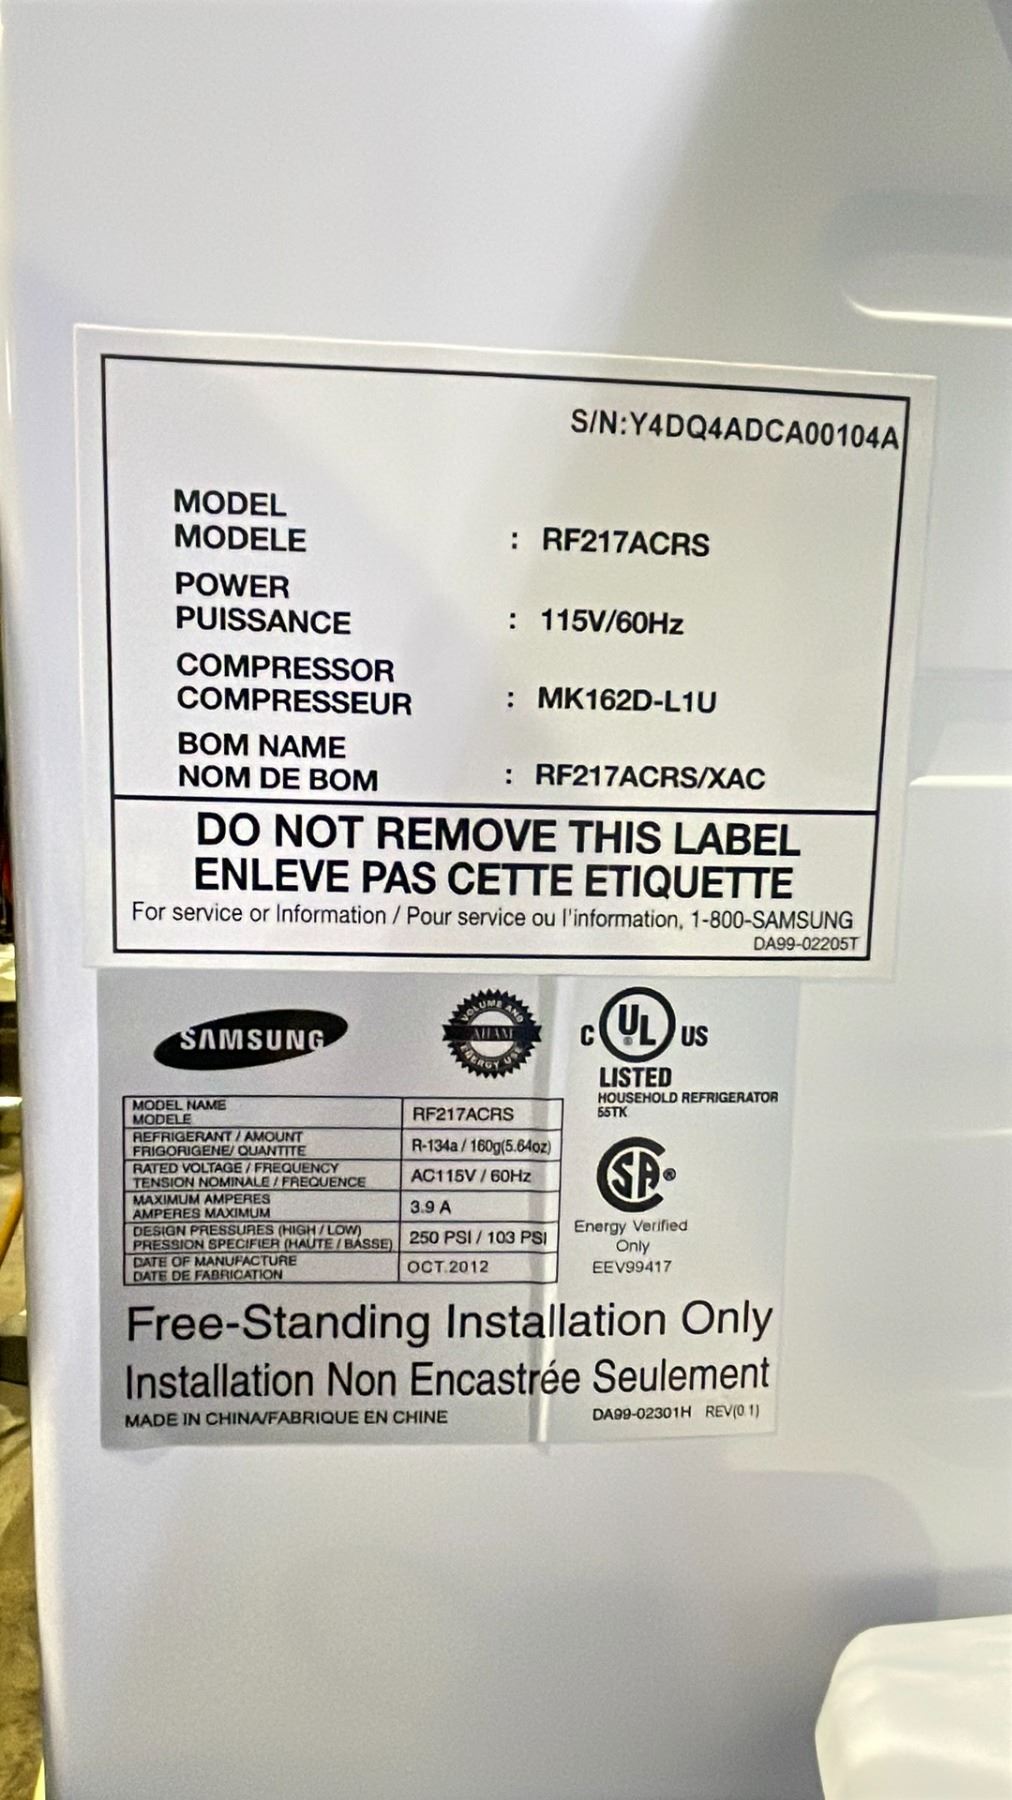 S/N:Y4DQ4ADCA00104A
MODEL
MODELE : RF217ACRS
POWER
PUISSANCE : 115V/60Hz
COMPRESSOR
COMPRESSEUR : MK162D-L1U
BOM NAME
NOM DE BOM : RF217ACRS/XAC
DO NOT REMOVE THIS LABEL
ENLEVE PAS CETTE ETIQUETTE
For service or Information / Pour service ou l'information, 1-800-SAMSUNG
DA99-02205T
SAMSUNG
VOLUME AND
AHAM
ENERGY USE
C UL US
LISTED
HOUSEHOLD REFRIGERATOR
55TK
MODEL NAME
MODELE
RF217ACRS
REFRIGERANT / AMOUNT
FRIGORIGENE/ QUANTITE
R-134a / 160g(5.64oz)
RATED VOLTAGE / FREQUENCY
TENSION NOMINALE / FREQUENCE
AC115V / 60Hz
MAXIMUM AMPERES
AMPERES MAXIMUM
3.9 A
DESIGN PRESSURES (HIGH / LOW)
PRESSION SPECIFIER (HAUTE / BASSE)
250 PSI / 103 PSI
DATE OF MANUFACTURE
DATE DE FABRICATION
OCT.2012
SA ®
Energy Verified
Only
EEV99417
Free-Standing Installation Only
Installation Non Encastrée Seulement
MADE IN CHINA/FABRIQUE EN CHINE
DA99-02301H REV(0.1)